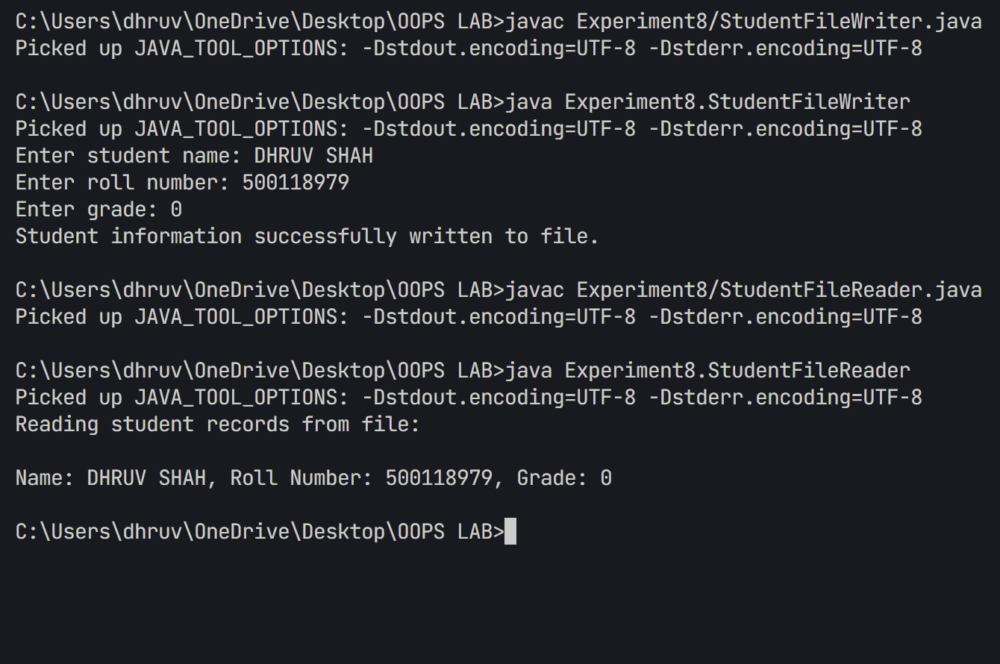 C:\Users\dhruv\OneDrive\Desktop\OOPS LAB>javac Experiment8/StudentFileWriter.java
Picked up JAVA_TOOL_OPTIONS: -Dstdout.encoding=UTF-8 -Dstderr.encoding=UTF-8
C:\Users\dhruv\OneDrive\Desktop\OOPS LAB>java Experiment8.StudentFileWriter
Picked up JAVA_TOOL_OPTIONS: -Dstdout.encoding=UTF-8 -Dstderr.encoding=UTF-8
Enter student name: DHRUV SHAH
Enter roll number: 500118979
Enter grade: 0
Student information successfully written to file.
C:\Users\dhruv\OneDrive\Desktop\OOPS LAB>javac Experiment8/StudentFileReader.java
Picked up JAVA_TOOL_OPTIONS: -Dstdout.encoding=UTF-8 -Dstderr.encoding=UTF-8
C:\Users\dhruv\OneDrive\Desktop\OOPS LAB>java Experiment8.StudentFileReader
Picked up JAVA_TOOL_OPTIONS: -Dstdout.encoding=UTF-8 -Dstderr.encoding=UTF-8
Reading student records from file:
Name: DHRUV SHAH, Roll Number: 500118979, Grade: 0
C:\Users\dhruv\OneDrive\Desktop\OOPS LAB>